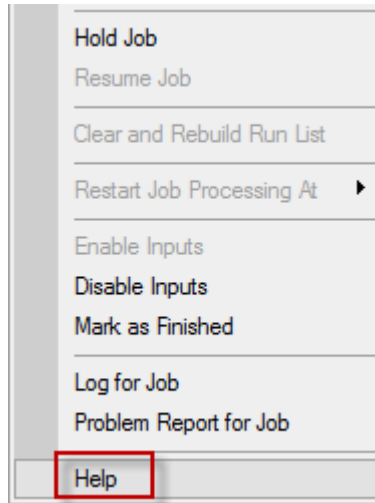 Hold Job
Resume Job
Clear and Rebuild Run List
Restart Job Processing At
Enable Inputs
Disable Inputs
Mark as Finished
Log for Job
Problem Report for Job
Help